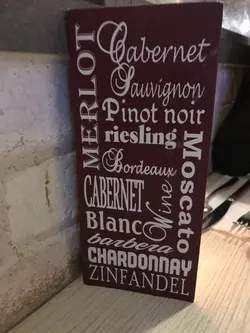 MERLOT
Cabernet
Sauvignon
Pinot noir
riesling
Bordeaux
Moscato
CABERNET
Wine
Blanc
barbera
CHARDONNAY
ZINFANDEL